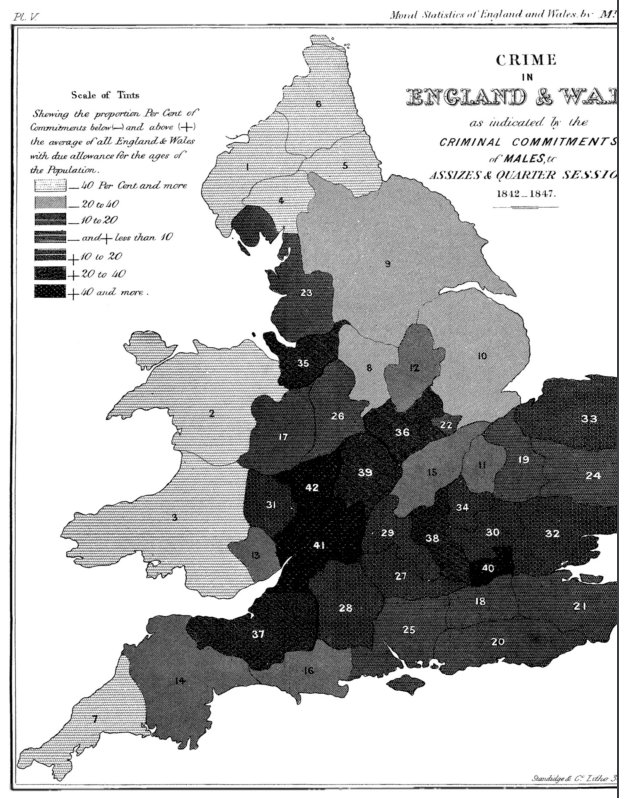 Pl. V.
Moral Statistics of England and Wales, by
CRIME
IN
ENGLAND &
as indicated by the
CRIMINAL COMMITMENTS
of MALES, to
ASSIZES & QUARTER
1842_1847.
Scale of Tints
Shewing the proportion Per Cent of
Commitments below (—) and above (+)
the average of all England & Wales
with due allowance for the ages of
the Population.
— 40 Per Cent and more
— 20 to 40
— 10 to 20
— and + less than 10
+ 10 to 20
+ 20 to 40
+ 40 and more.
6
1
5
4
9
23
35
8
12
10
2
26
36
22
33
17
39
15
11
19
24
42
3
31
34
41
29
38
30
32
13
40
27
18
21
28
25
20
37
16
14
7
Standidge & Co. Litho